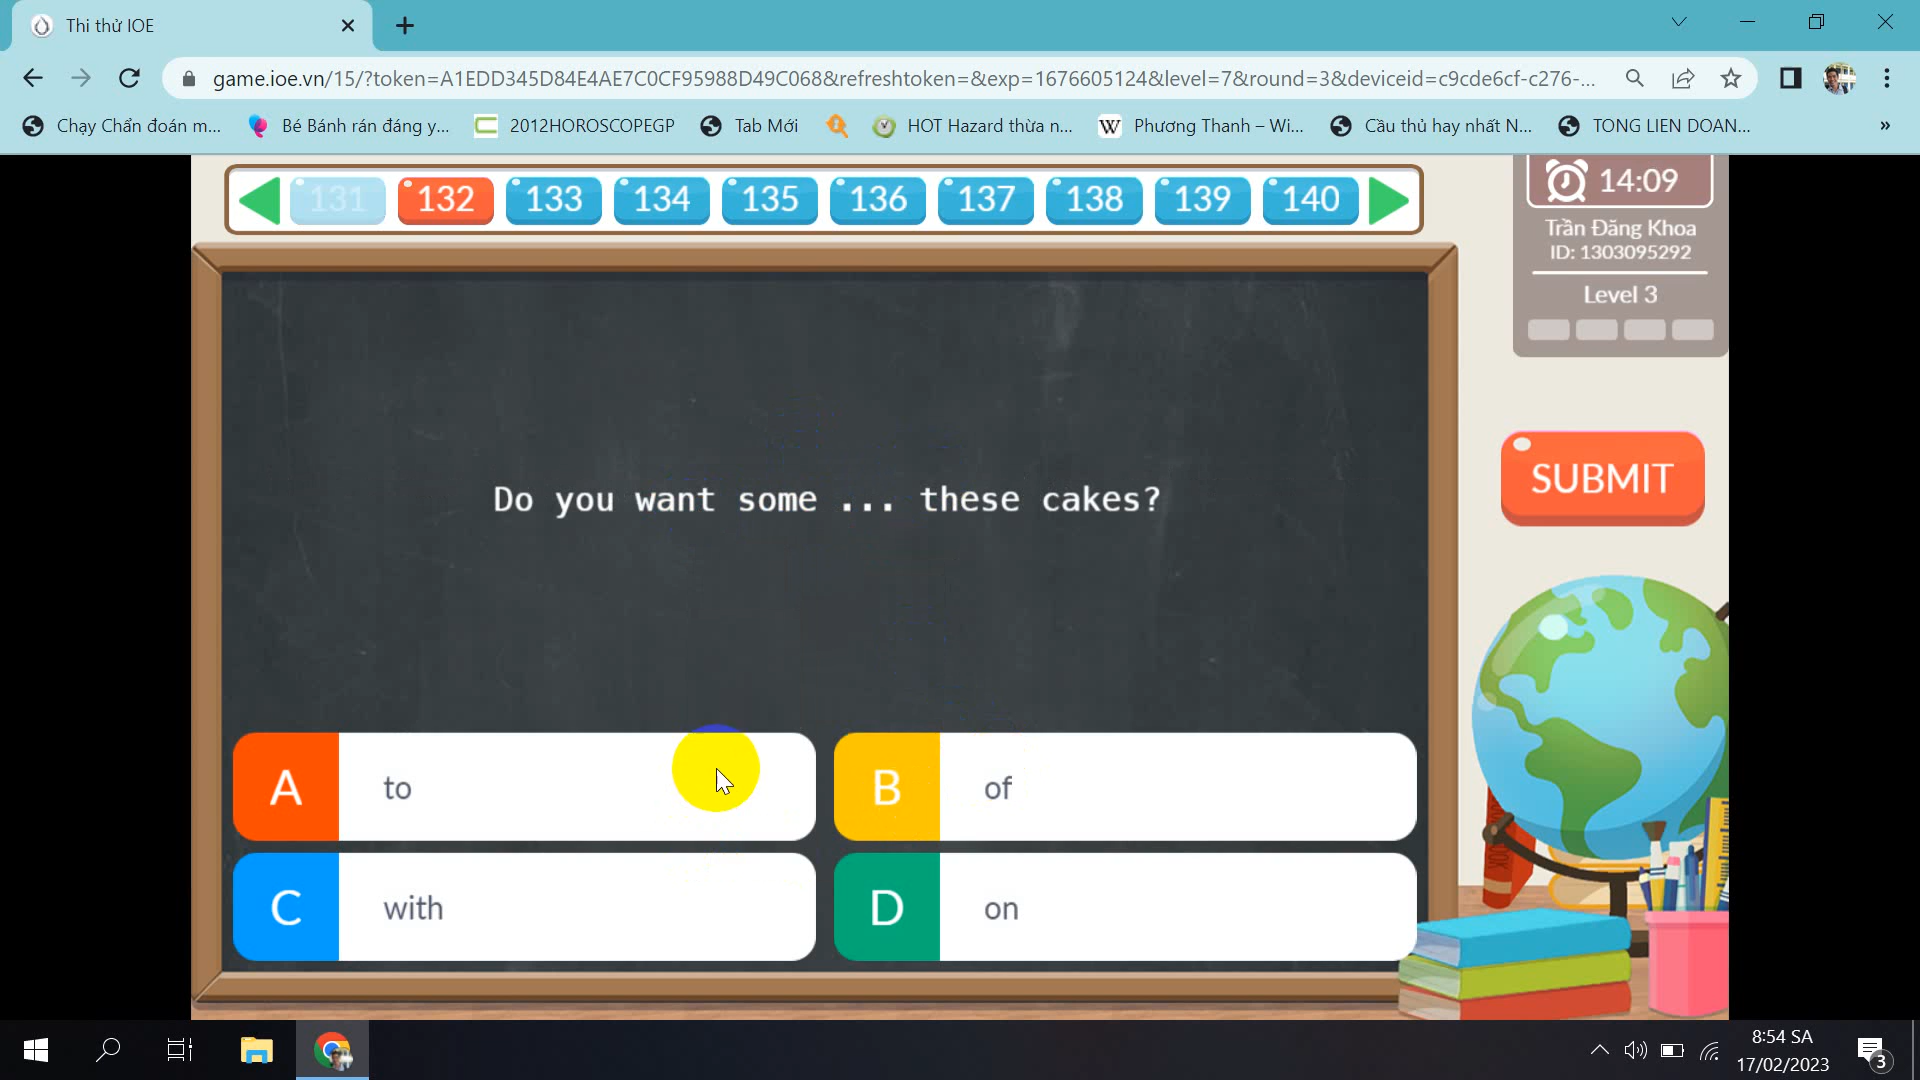 Thi thử IOE
game.ioe.vn/15/?token=A1EDD345D84E4AE7C0CF95988D49C068&refreshtoken=&exp=1676605124&level=7&round=3&deviceid=c9cde6cf-c276-...
Chạy Chẩn đoán m... Bé Bánh rán đáng y... 2012HOROSCOPEGP Tab Mới HOT Hazard thừa n... W Phương Thanh – Wi... Cầu thủ hay nhất N... TONG LIEN DOAN... »
131 132 133 134 135 136 137 138 139 140
14:09
Trần Đăng Khoa
ID: 1303095292
Level 3
SUBMIT
Do you want some ... these cakes?
A to
B of
C with
D on
8:54 SA
17/02/2023
3